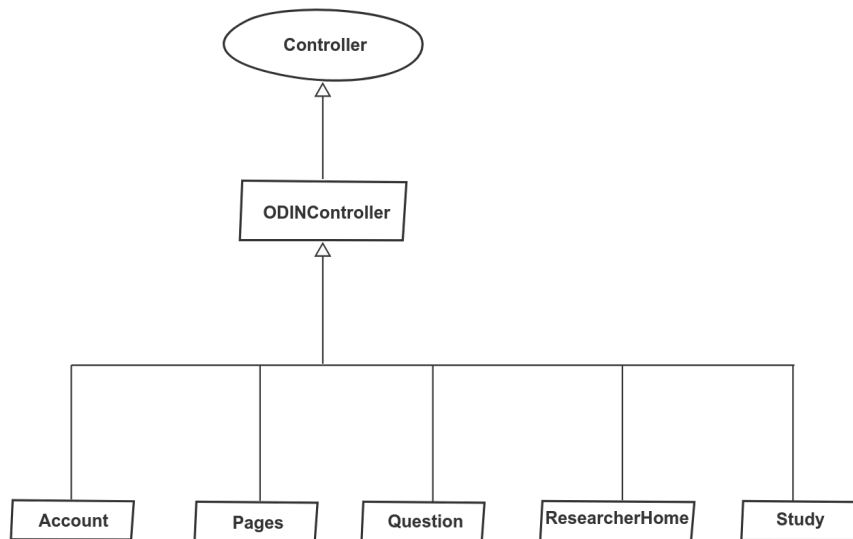 Controller
ODINController
Account
Pages
Question
ResearcherHome
Study